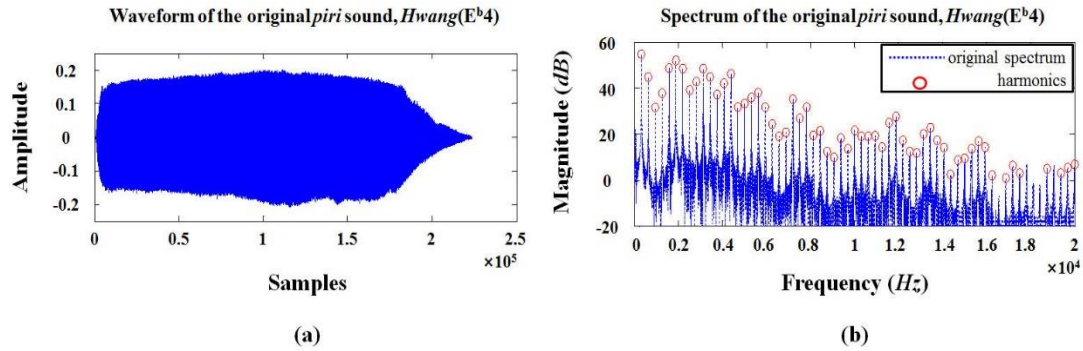 Waveform of the original piri sound, Hwang(Eᵇ4)
0.2
0.1
0
-0.1
-0.2
Amplitude
0 0.5 1 1.5 2 2.5
×10⁵
Samples
(a)
Spectrum of the original piri sound, Hwang(Eᵇ4)
60
40
20
0
-20
Magnitude (dB)
original spectrum
harmonics
0 0.2 0.4 0.6 0.8 1 1.2 1.4 1.6 1.8 2
×10⁴
Frequency (Hz)
(b)